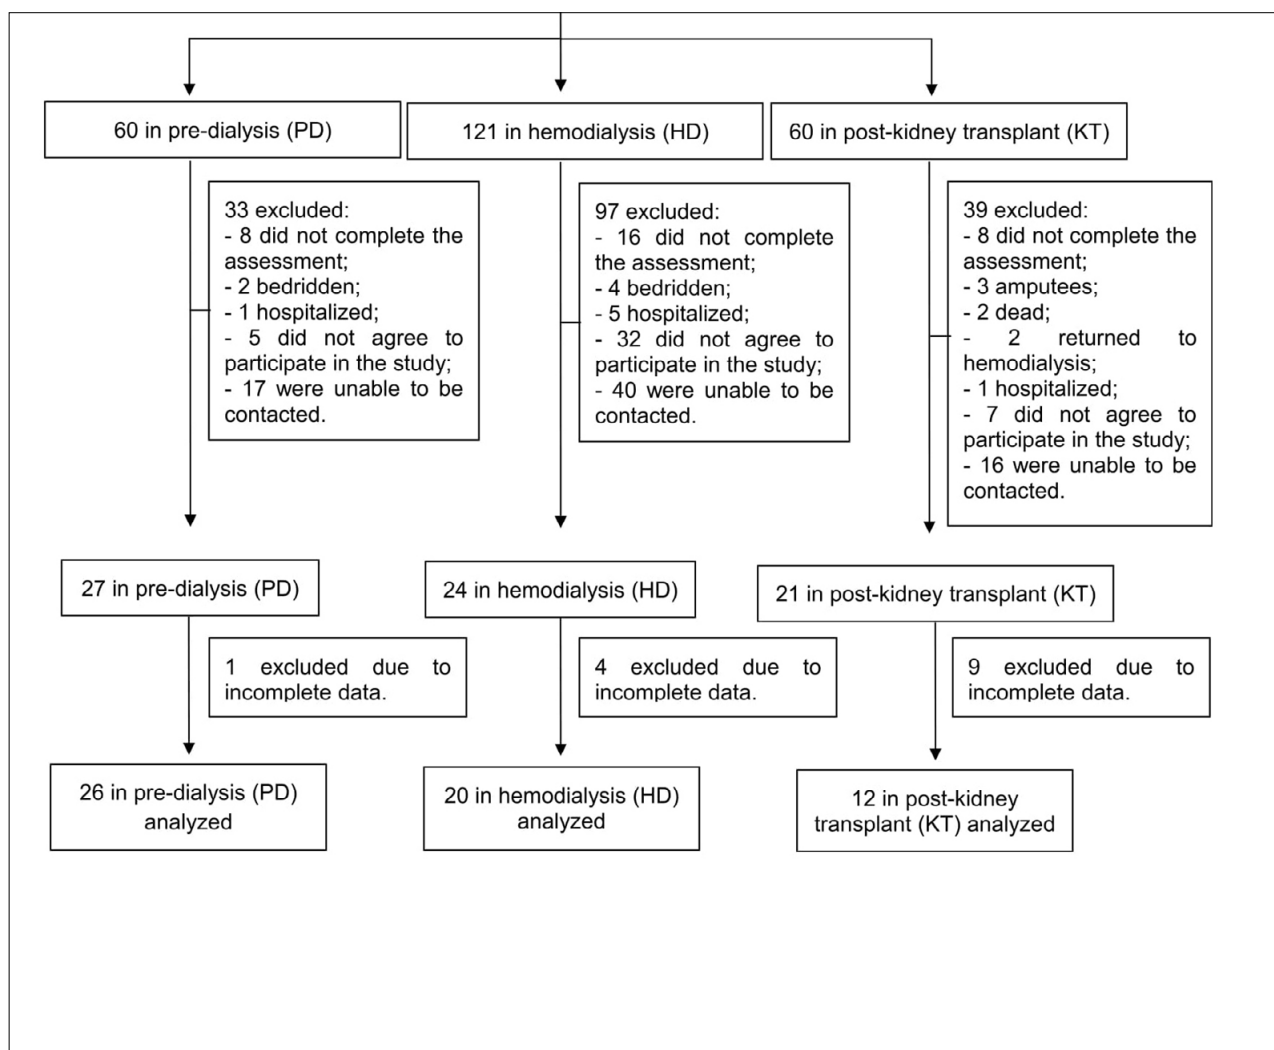 60 in pre-dialysis (PD)
121 in hemodialysis (HD)
60 in post-kidney transplant (KT)
33 excluded:
- 8 did not complete the
assessment;
- 2 bedridden;
- 1 hospitalized;
- 5 did not agree to
participate in the study;
- 17 were unable to be
contacted.
97 excluded:
- 16 did not complete
the assessment;
- 4 bedridden;
- 5 hospitalized;
- 32 did not agree to
participate in the study;
- 40 were unable to be
contacted.
39 excluded:
- 8 did not complete the
assessment;
- 3 amputees;
- 2 dead;
- 2 returned to
hemodialysis;
- 1 hospitalized;
- 7 did not agree to
participate in the study;
- 16 were unable to be
contacted.
27 in pre-dialysis (PD)
24 in hemodialysis (HD)
21 in post-kidney transplant (KT)
1 excluded due to
incomplete data.
4 excluded due to
incomplete data.
9 excluded due to
incomplete data.
26 in pre-dialysis (PD)
analyzed
20 in hemodialysis (HD)
analyzed
12 in post-kidney
transplant (KT) analyzed